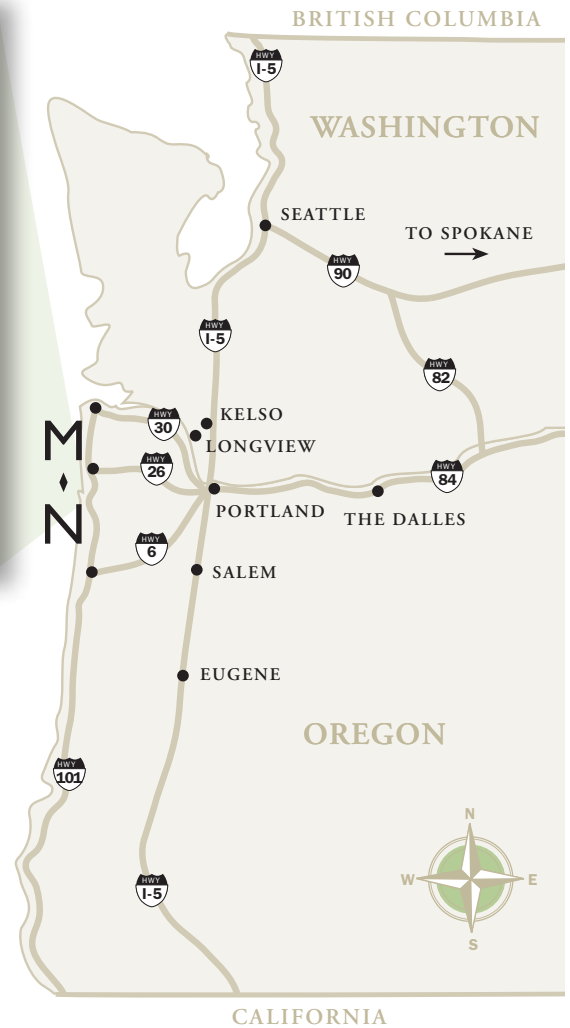 BRITISH COLUMBIA
HWY
I-5
WASHINGTON
SEATTLE
TO SPOKANE
HWY
90
HWY
I-5
HWY
82
KELSO
HWY
30
LONGVIEW
M
N
HWY
26
HWY
84
PORTLAND
THE DALLES
HWY
6
SALEM
EUGENE
OREGON
HWY
101
N
W
E
S
HWY
I-5
CALIFORNIA